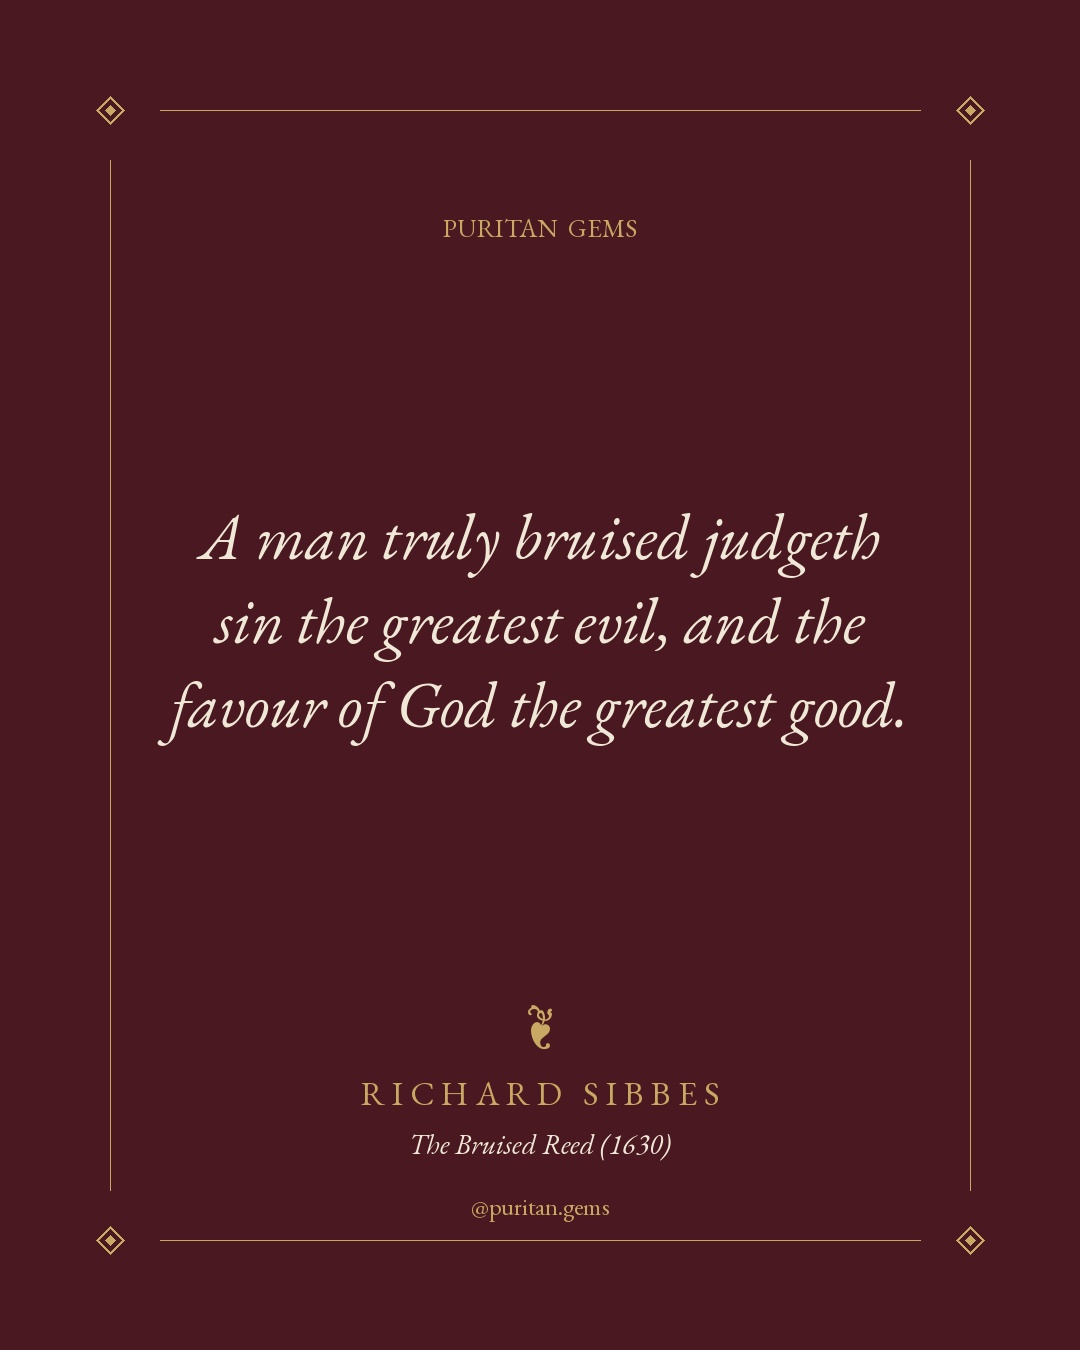 PURITAN GEMS
A man truly bruised judgeth
sin the greatest evil, and the
favour of God the greatest good.
RICHARD SIBBES
The Bruised Reed (1630)
@puritan.gems